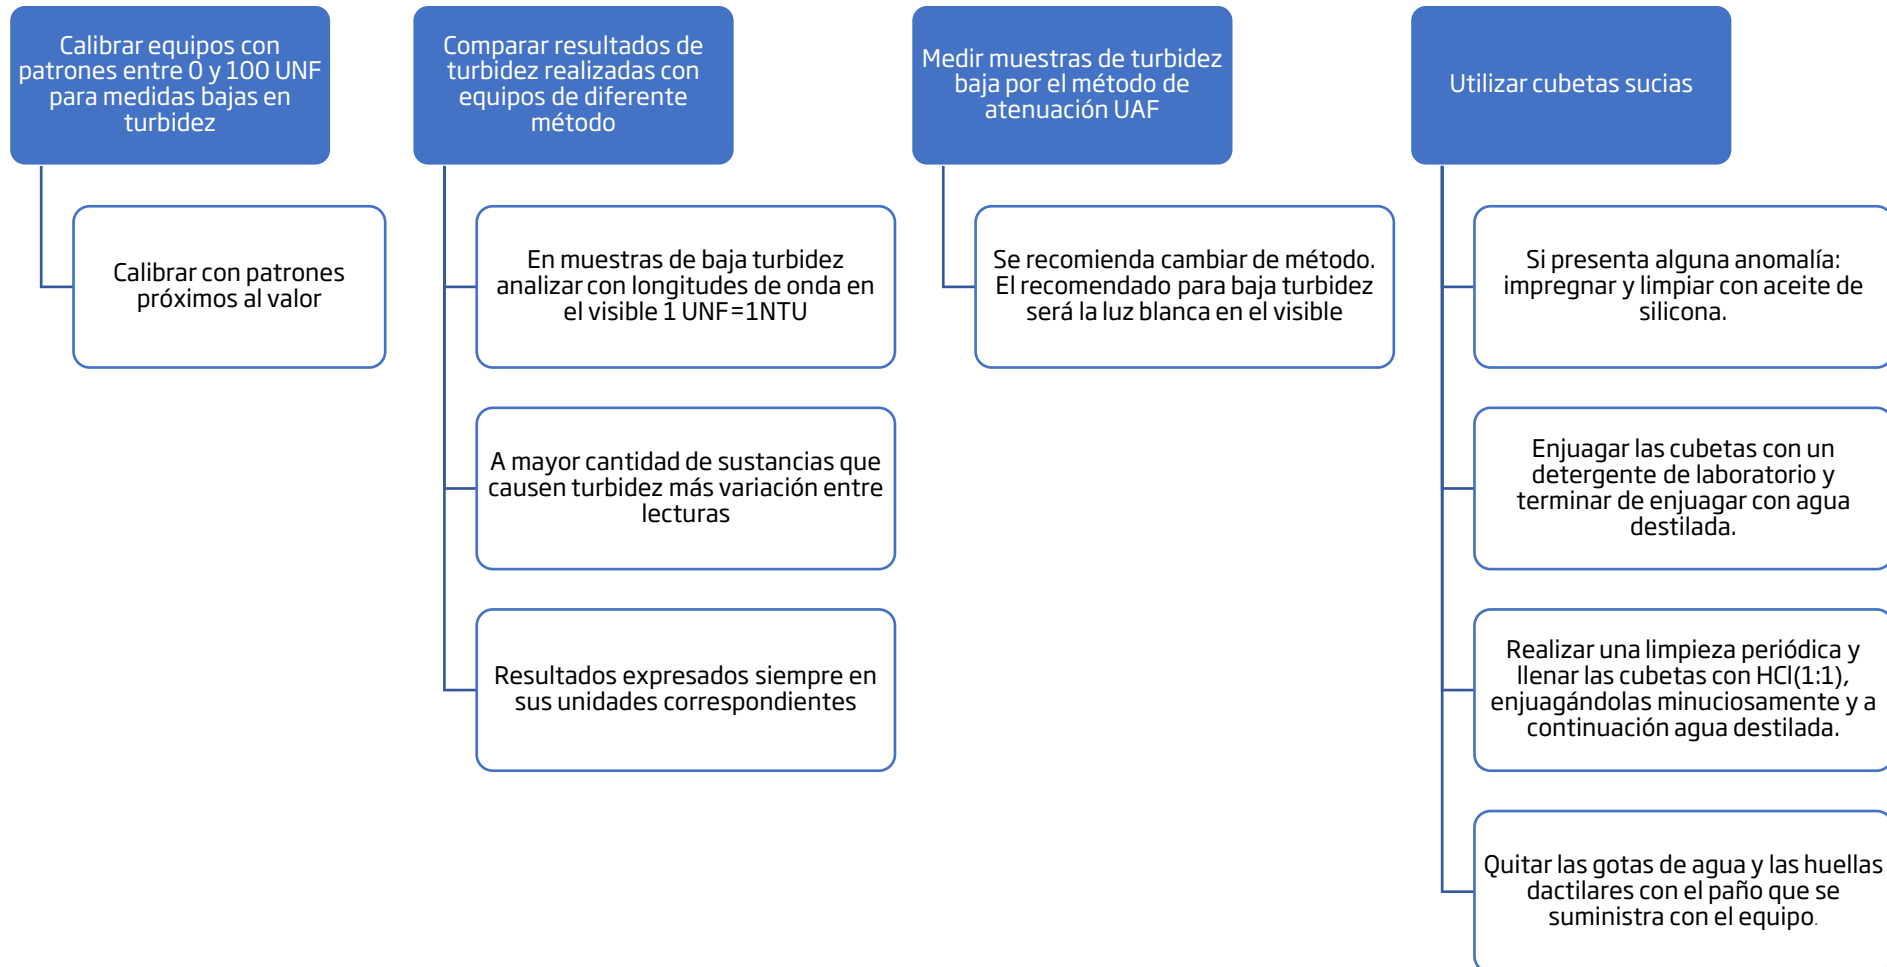 Calibrar equipos con
patrones entre 0 y 100 UNF
para medidas bajas en
turbidez
Calibrar con patrones
próximos al valor
Comparar resultados de
turbidez realizadas con
equipos de diferente
método
En muestras de baja turbidez
analizar con longitudes de onda en
el visible 1 UNF=1NTU
A mayor cantidad de sustancias que
causen turbidez más variación entre
lecturas
Resultados expresados siempre en
sus unidades correspondientes
Medir muestras de turbidez
baja por el método de
atenuación UAF
Se recomienda cambiar de método.
El recomendado para baja turbidez
será la luz blanca en el visible
Utilizar cubetas sucias
Si presenta alguna anomalía:
impregnar y limpiar con aceite de
silicona.
Enjuagar las cubetas con un
detergente de laboratorio y
terminar de enjuagar con agua
destilada.
Realizar una limpieza periódica y
llenar las cubetas con HCl(1:1),
enjuagándolas minuciosamente y a
continuación agua destilada.
Quitar las gotas de agua y las huellas
dactilares con el paño que se
suministra con el equipo.